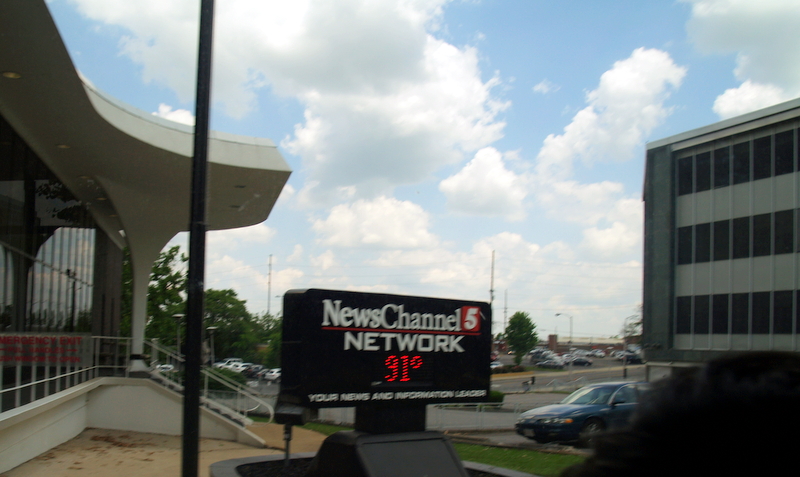 NewsChannel 5
NETWORK
91°
YOUR NEWS AND INFORMATION LEADER